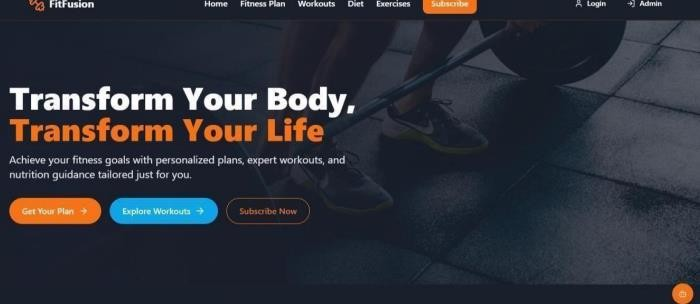 FitFusion
Home Fitness Plan Workouts Diet Exercises Subscribe Login Admin
Transform Your Body,
Transform Your Life
Achieve your fitness goals with personalized plans, expert workouts, and
nutrition guidance tailored just for you.
Get Your Plan → Explore Workouts → Subscribe Now